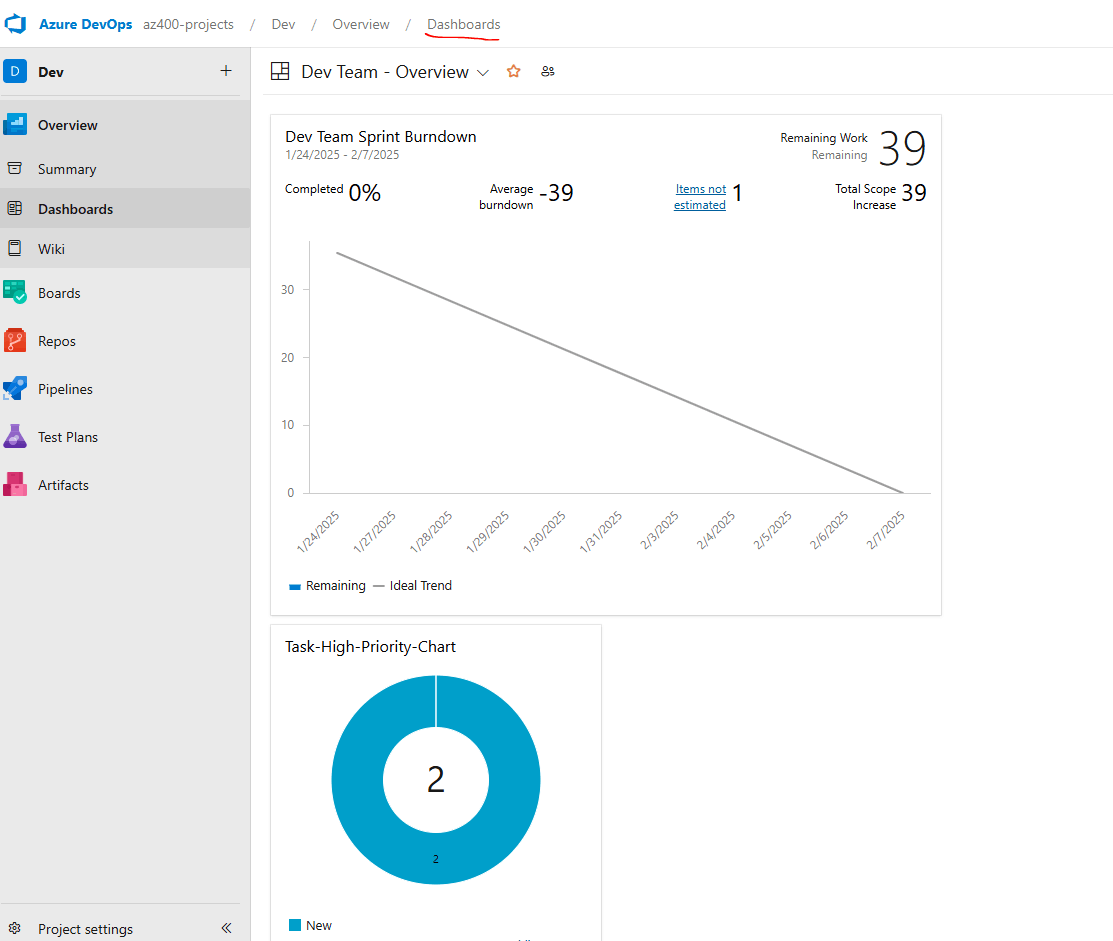 Azure DevOps az400-projects / Dev / Overview / Dashboards
D Dev +
Overview
Summary
Dashboards
Wiki
Boards
Repos
Pipelines
Test Plans
Artifacts
Project settings
Dev Team - Overview
Dev Team Sprint Burndown
1/24/2025 - 2/7/2025
Remaining Work
Remaining
39
Completed 0%
Average
burndown
-39
Items not
estimated
1
Total Scope
Increase
39
30
20
10
0
1/24/2025
1/27/2025
1/28/2025
1/29/2025
1/30/2025
1/31/2025
2/3/2025
2/4/2025
2/5/2025
2/6/2025
2/7/2025
Remaining Ideal Trend
Task-High-Priority-Chart
2
2
New